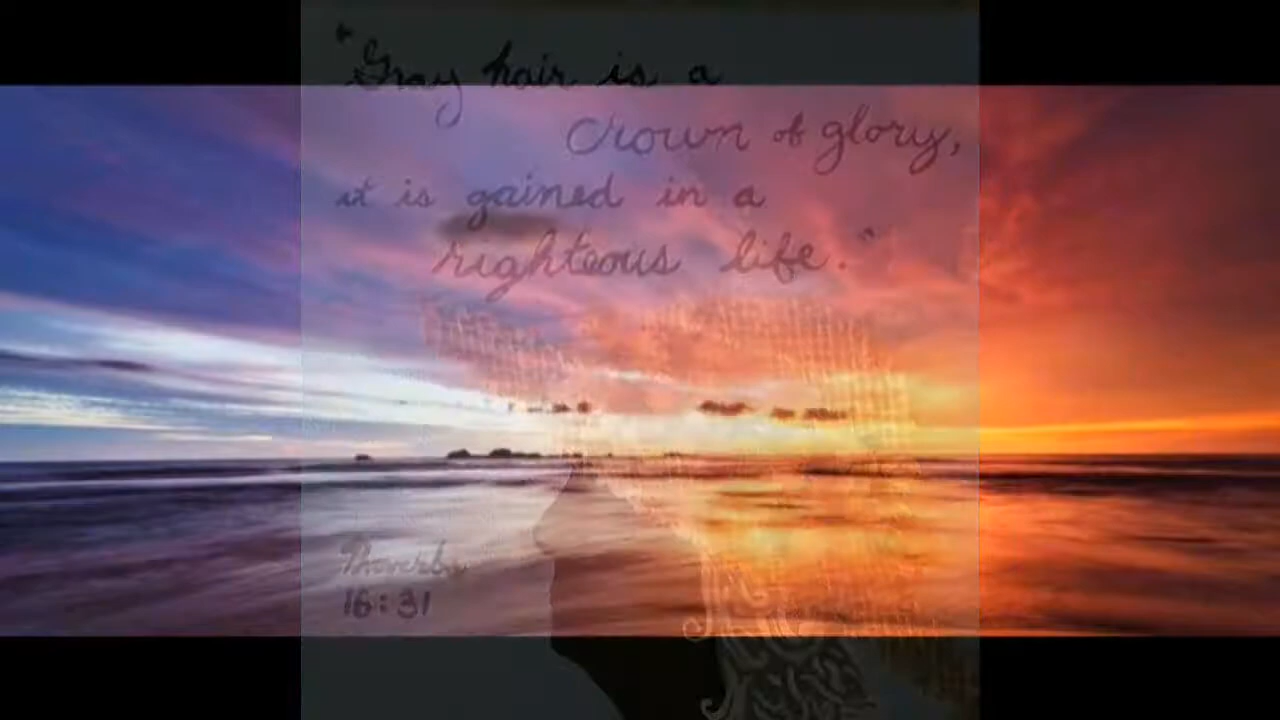 "Gray hair is a
crown of glory,
it is gained in a
righteous life."
Proverbs
16:31